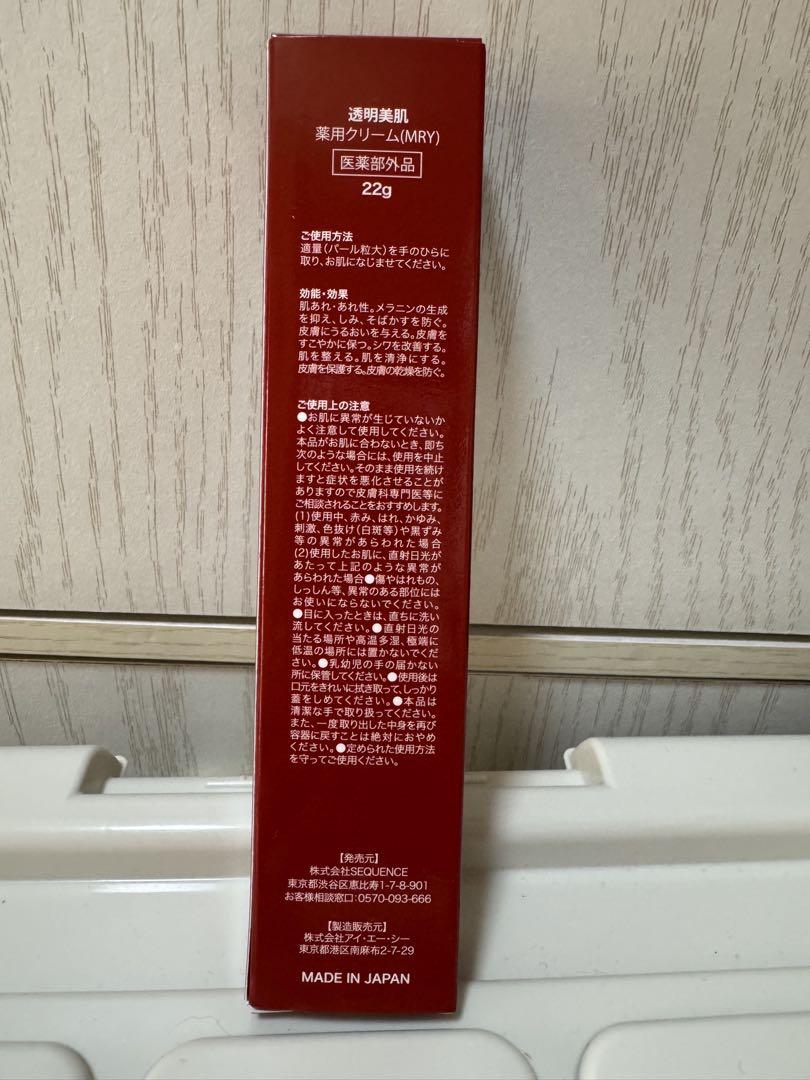 透明美肌
薬用クリーム(MRY)
医薬部外品
22g
ご使用方法
適量(パール粒大)を手のひらに
取り、お肌になじませてください。
効能・効果
肌あれ・あれ性。メラニンの生成
を抑え、しみ、そばかすを防ぐ。
皮膚にうるおいを与える。皮膚を
すこやかに保つ。シワを改善する。
肌を整える。肌を清浄にする。
皮膚を保護する。皮膚の乾燥を防ぐ。
ご使用上の注意
●お肌に異常が生じていないか
よく注意して使用してください。
本品がお肌に合わないとき、即ち
次のような場合には、使用を中止
してください。そのまま使用を続け
ますと症状を悪化させることが
ありますので皮膚科専門医等に
ご相談されることをおすすめします。
(1)使用中、赤み、はれ、かゆみ、
刺激、色抜け(白斑等)や黒ずみ
等の異常があらわれた場合
(2)使用したお肌に、直射日光が
あたって上記のような異常が
あらわれた場合●傷やはれもの、
しっしん等、異常のある部位には
お使いにならないでください。
●目に入ったときは、直ちに洗い
流してください。●直射日光の
当たる場所や高温多湿、極端に
低温の場所には置かないでくだ
さい。●乳幼児の手の届かない
所に保管してください。●使用後は
口元をきれいに拭き取って、しっかり
蓋をしめてください。●本品は
清潔な手で取り扱ってください。
また、一度取り出した中身を再び
容器に戻すことは絶対におやめ
ください。●定められた使用方法
を守ってご使用ください。
【発売元】
株式会社SEQUENCE
東京都渋谷区恵比寿1-7-8-901
お客様相談窓口:0570-093-666
【製造販売元】
株式会社アイ・エー・シー
東京都港区南麻布2-7-29
MADE IN JAPAN